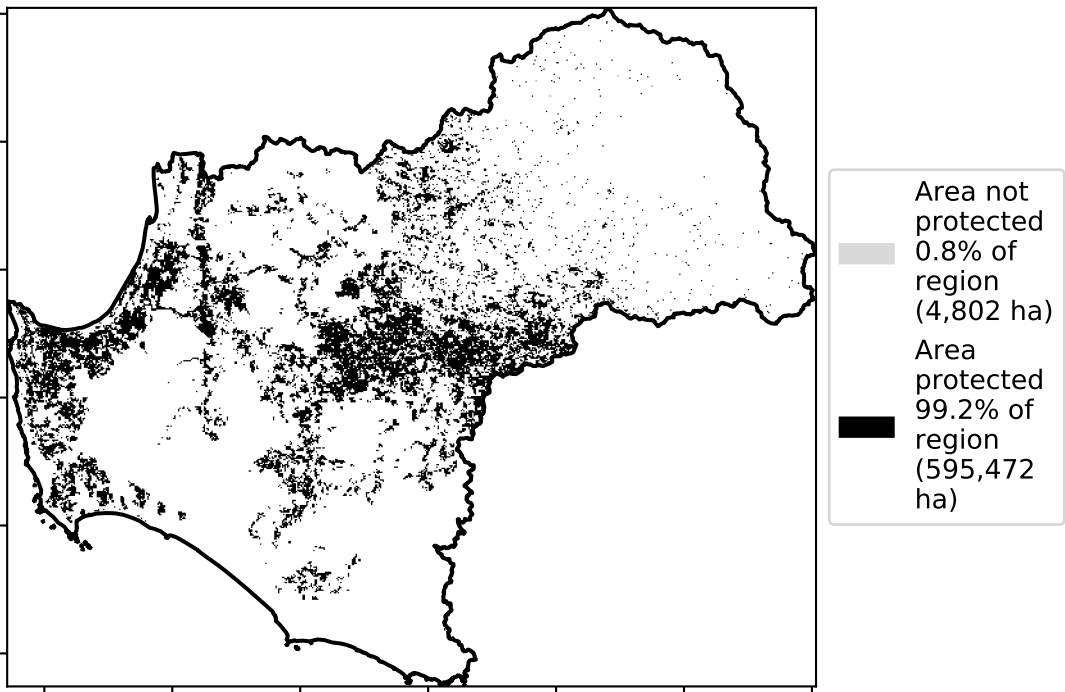 Area not
protected
0.8% of
region
(4,802 ha)
Area
protected
99.2% of
region
(595,472
ha)